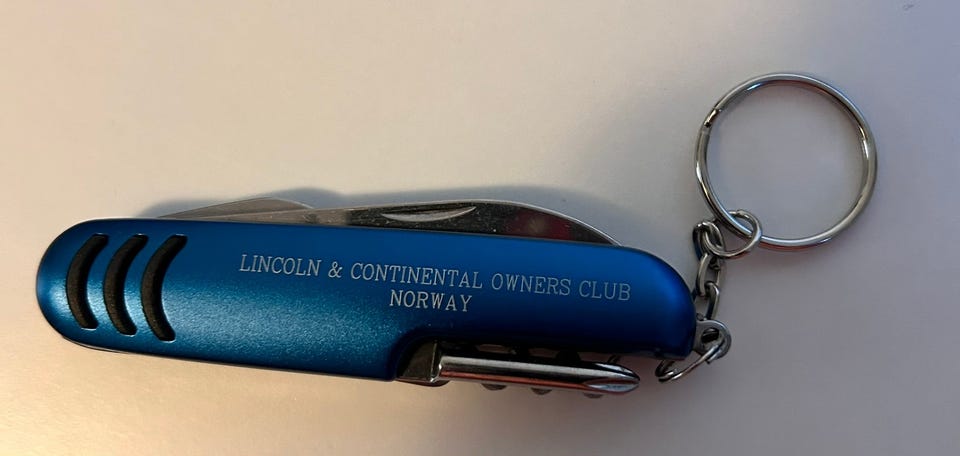 LINCOLN & CONTINENTAL OWNERS CLUB
NORWAY